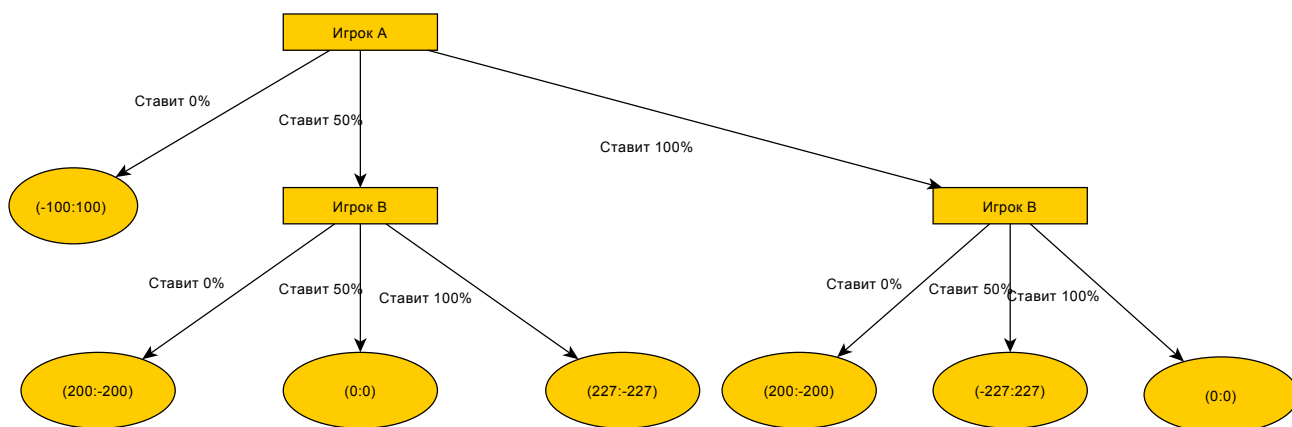 Игрок A
Ставит 0%
Ставит 50%
Ставит 100%
(-100:100)
Игрок B
Игрок B
Ставит 0%
Ставит 50%
Ставит 100%
Ставит 0%
Ставит 50%
Ставит 100%
(200:-200)
(0:0)
(227:-227)
(200:-200)
(-227:227)
(0:0)